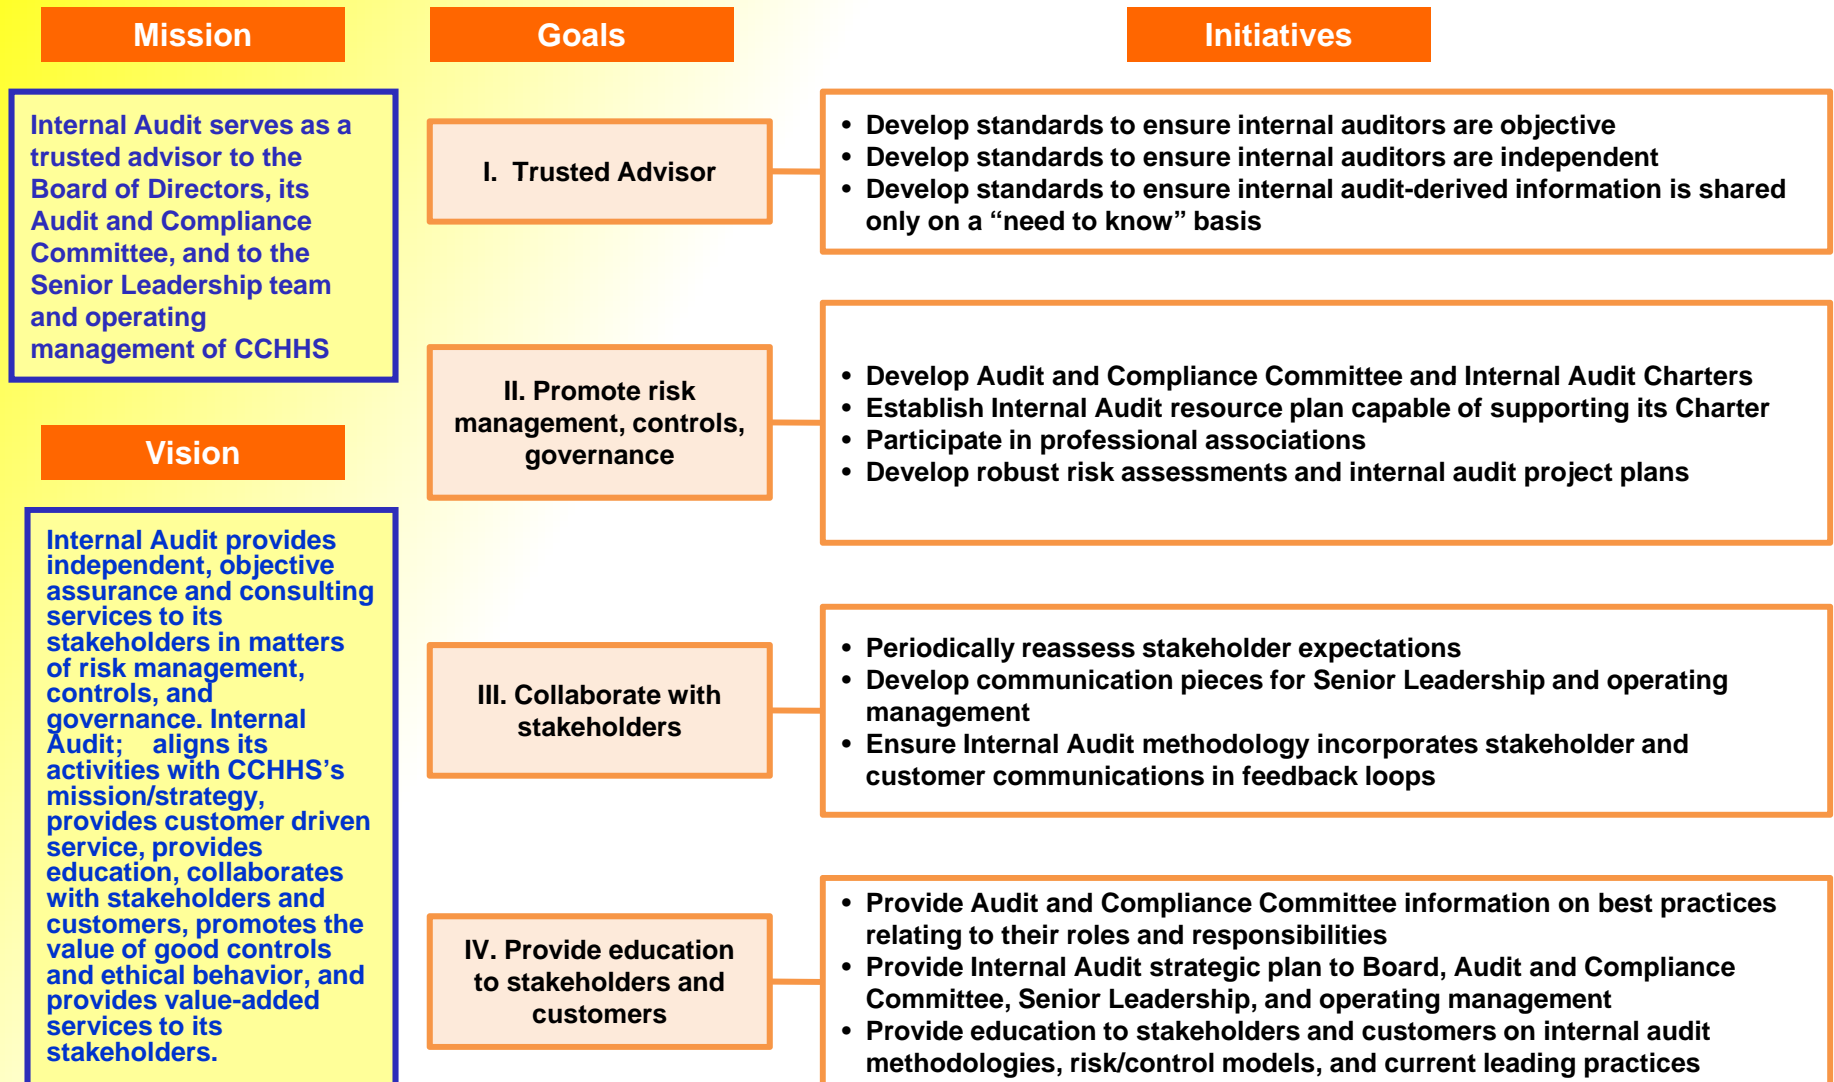 Mission
Internal Audit serves as a
trusted advisor to the
Board of Directors, its
Audit and Compliance
Committee, and to the
Senior Leadership team
and operating
management of CCHHS
Vision
Internal Audit provides
independent, objective
assurance and consulting
services to its
stakeholders in matters
of risk management,
controls, and
governance. Internal
Audit;    aligns its
activities with CCHHS’s
mission/strategy,
provides customer driven
service, provides
education, collaborates
with stakeholders and
customers, promotes the
value of good controls
and ethical behavior, and
provides value-added
services to its
stakeholders.
Goals
Initiatives
I.  Trusted Advisor
• Develop standards to ensure internal auditors are objective
• Develop standards to ensure internal auditors are independent
• Develop standards to ensure internal audit-derived information is shared
only on a “need to know” basis
II. Promote risk
management, controls,
governance
• Develop Audit and Compliance Committee and Internal Audit Charters
• Establish Internal Audit resource plan capable of supporting its Charter
• Participate in professional associations
• Develop robust risk assessments and internal audit project plans
III. Collaborate with
stakeholders
• Periodically reassess stakeholder expectations
• Develop communication pieces for Senior Leadership and operating
management
• Ensure Internal Audit methodology incorporates stakeholder and
customer communications in feedback loops
IV. Provide education
to stakeholders and
customers
• Provide Audit and Compliance Committee information on best practices
relating to their roles and responsibilities
• Provide Internal Audit strategic plan to Board, Audit and Compliance
Committee, Senior Leadership, and operating management
• Provide education to stakeholders and customers on internal audit
methodologies, risk/control models, and current leading practices